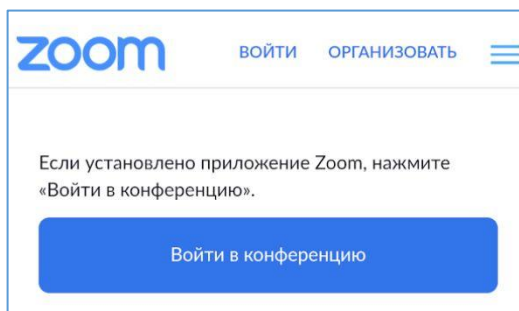 zoom ВОЙТИ ОРГАНИЗОВАТЬ
Если установлено приложение Zoom, нажмите
«Войти в конференцию».
Войти в конференцию